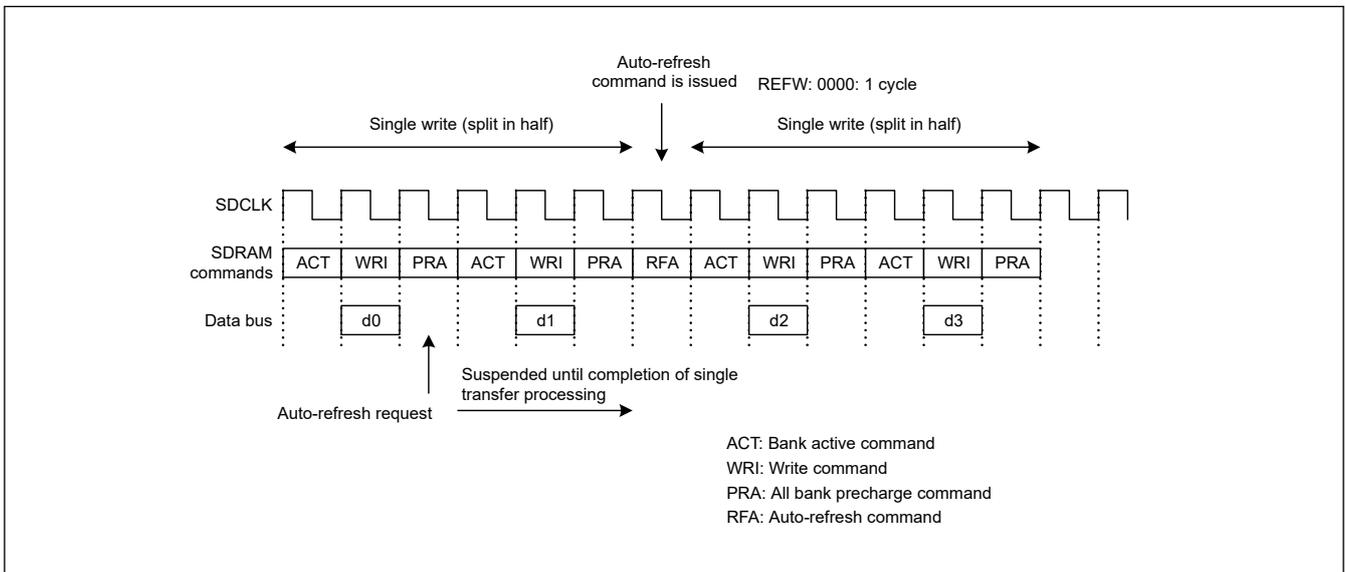 Auto-refresh
command is issued
REFW: 0000: 1 cycle
Single write (split in half)
Single write (split in half)
SDCLK
SDRAM
commands
ACT WRI PRA ACT WRI PRA RFA ACT WRI PRA ACT WRI PRA
Data bus
d0 d1 d2 d3
Suspended until completion of single
transfer processing
Auto-refresh request
ACT: Bank active command
WRI: Write command
PRA: All bank precharge command
RFA: Auto-refresh command